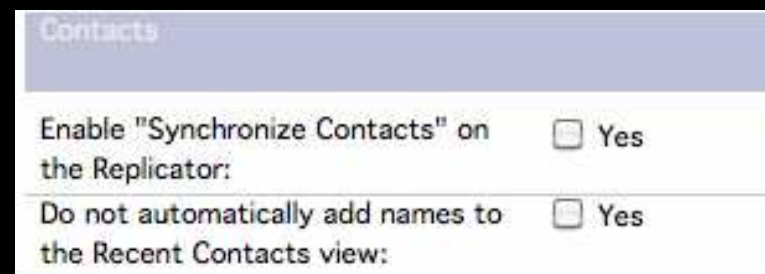 Contacts
Enable "Synchronize Contacts" on
the Replicator:
Yes
Do not automatically add names to
the Recent Contacts view:
Yes